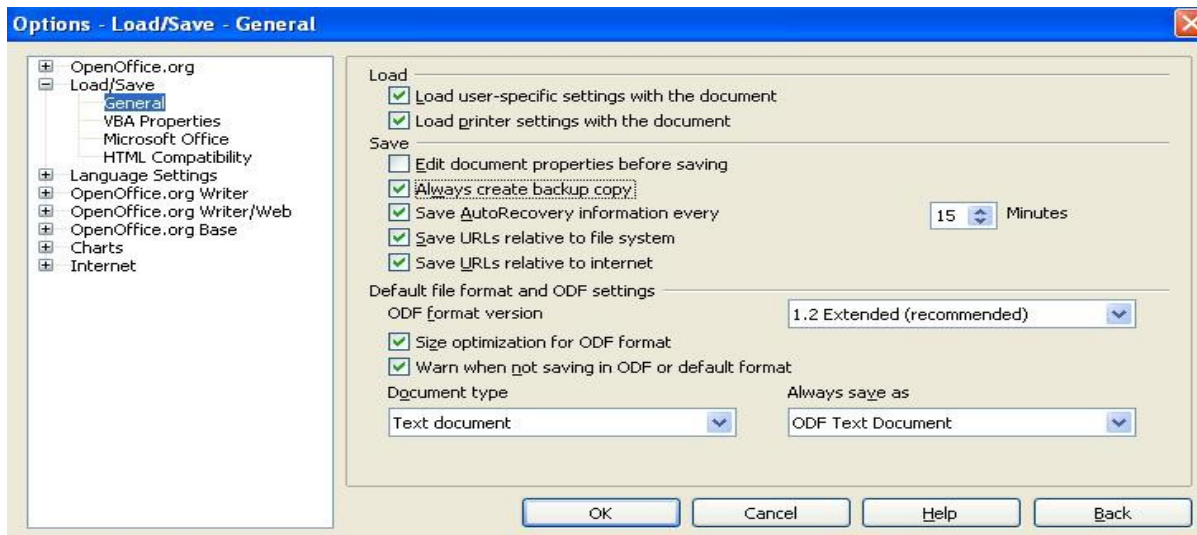 Options - Load/Save - General
OpenOffice.org
Load/Save
General
VBA Properties
Microsoft Office
HTML Compatibility
Language Settings
OpenOffice.org Writer
OpenOffice.org Writer/Web
OpenOffice.org Base
Charts
Internet
Load
Load user-specific settings with the document
Load printer settings with the document
Save
Edit document properties before saving
Always create backup copy
Save AutoRecovery information every 15 Minutes
Save URLs relative to file system
Save URLs relative to internet
Default file format and ODF settings
ODF format version 1.2 Extended (recommended)
Size optimization for ODF format
Warn when not saving in ODF or default format
Document type Always save as
Text document ODF Text Document
OK Cancel Help Back